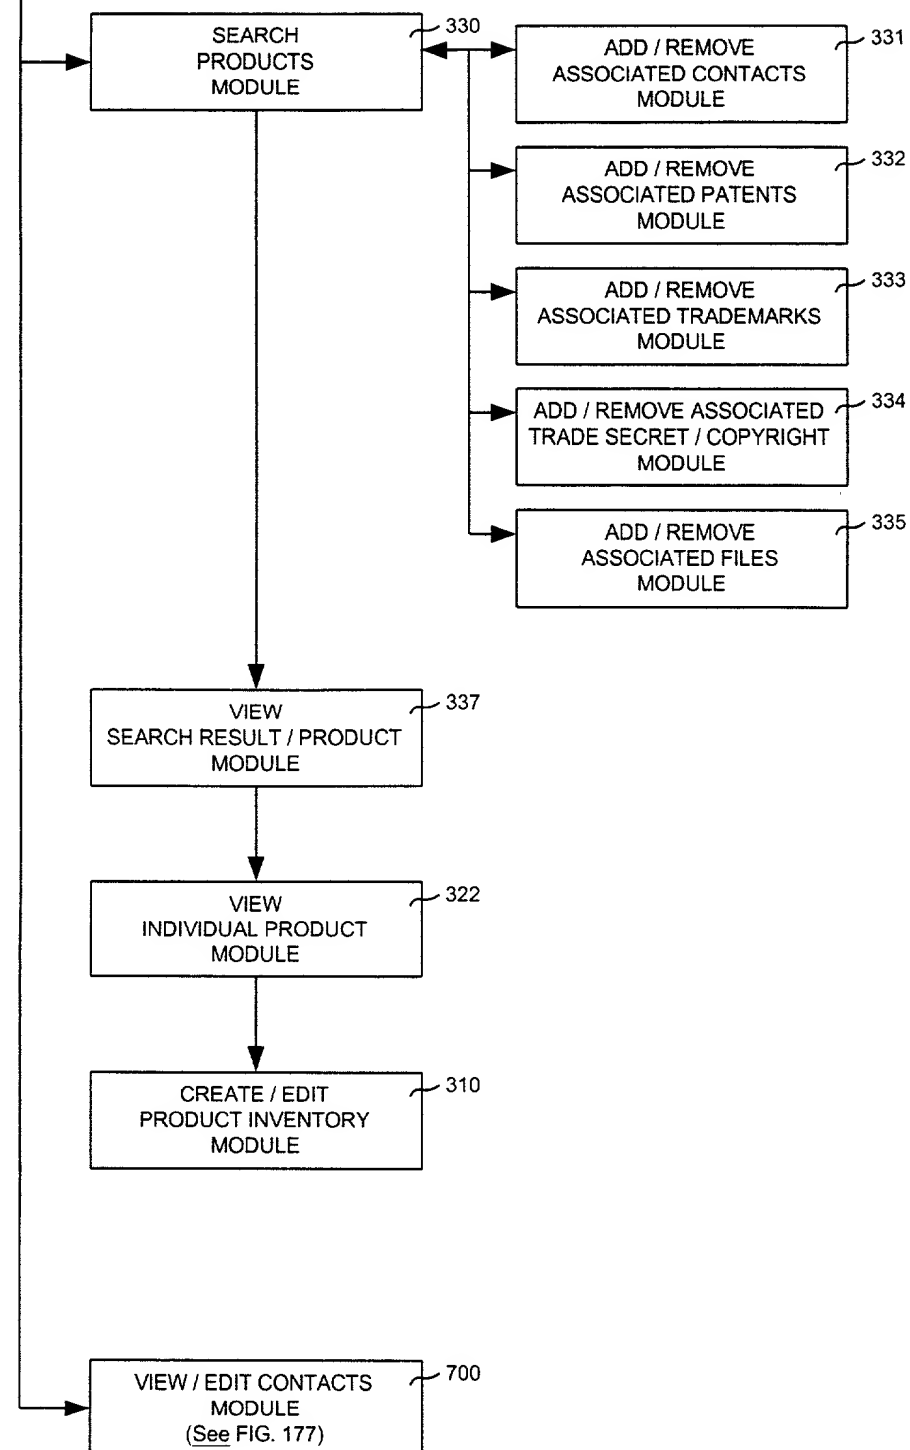 SEARCH
PRODUCTS
MODULE
330
ADD / REMOVE
ASSOCIATED CONTACTS
MODULE
331
ADD / REMOVE
ASSOCIATED PATENTS
MODULE
332
ADD / REMOVE
ASSOCIATED TRADEMARKS
MODULE
333
ADD / REMOVE ASSOCIATED
TRADE SECRET / COPYRIGHT
MODULE
334
ADD / REMOVE
ASSOCIATED FILES
MODULE
335
VIEW
SEARCH RESULT / PRODUCT
MODULE
337
VIEW
INDIVIDUAL PRODUCT
MODULE
322
CREATE / EDIT
PRODUCT INVENTORY
MODULE
310
VIEW / EDIT CONTACTS
MODULE
(See FIG. 177)
700